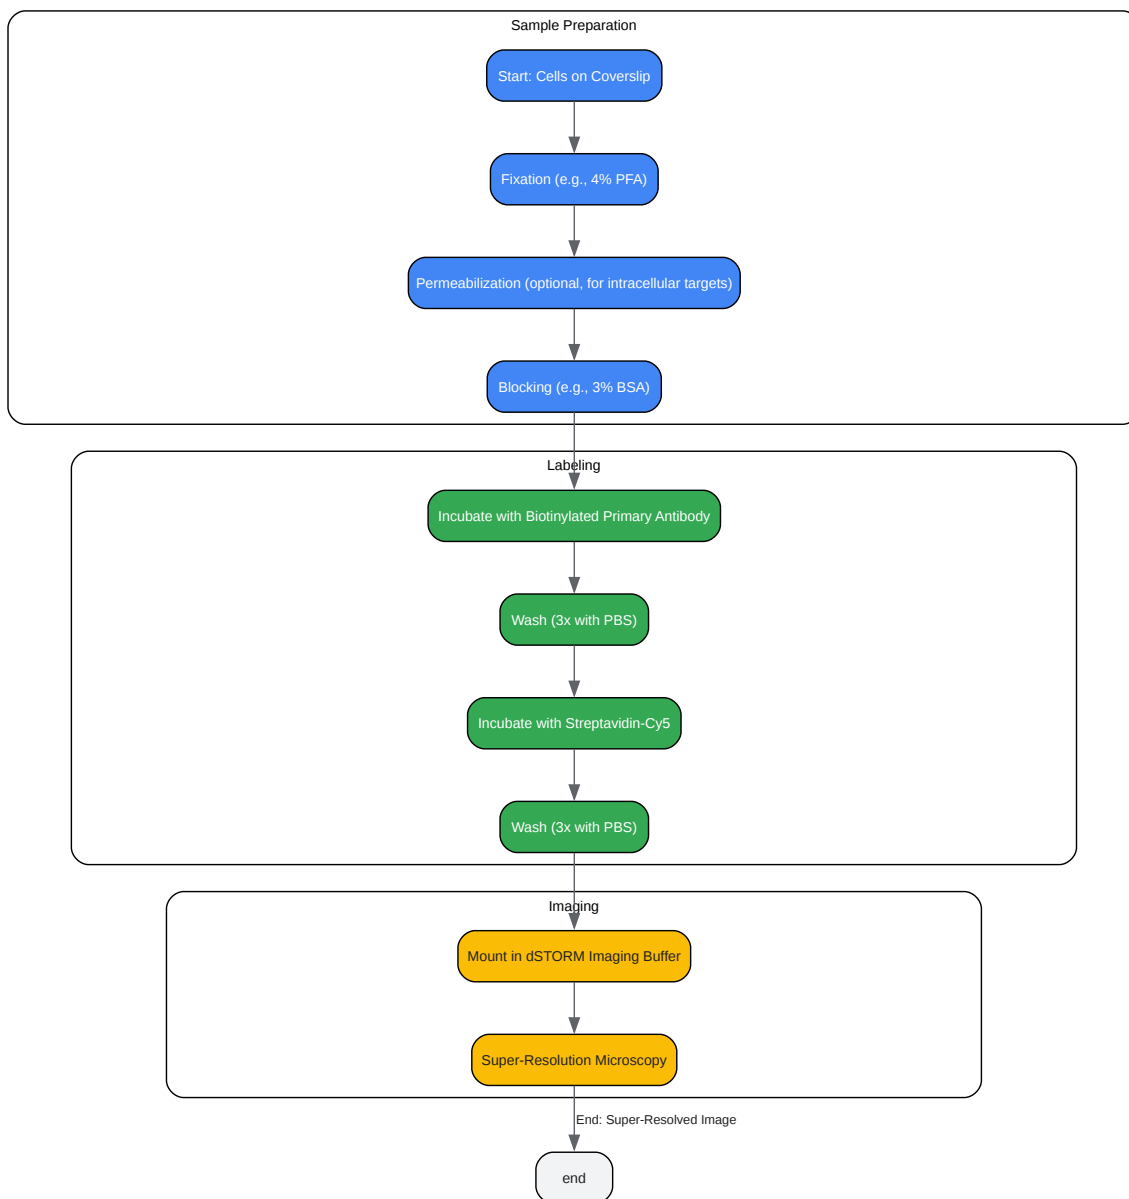 Sample Preparation
Start: Cells on Coverslip
Fixation (e.g., 4% PFA)
Permeabilization (optional, for intracellular targets)
Blocking (e.g., 3% BSA)
Labeling
Incubate with Biotinylated Primary Antibody
Wash (3x with PBS)
Incubate with Streptavidin-Cy5
Wash (3x with PBS)
Imaging
Mount in dSTORM Imaging Buffer
Super-Resolution Microscopy
End: Super-Resolved Image
end